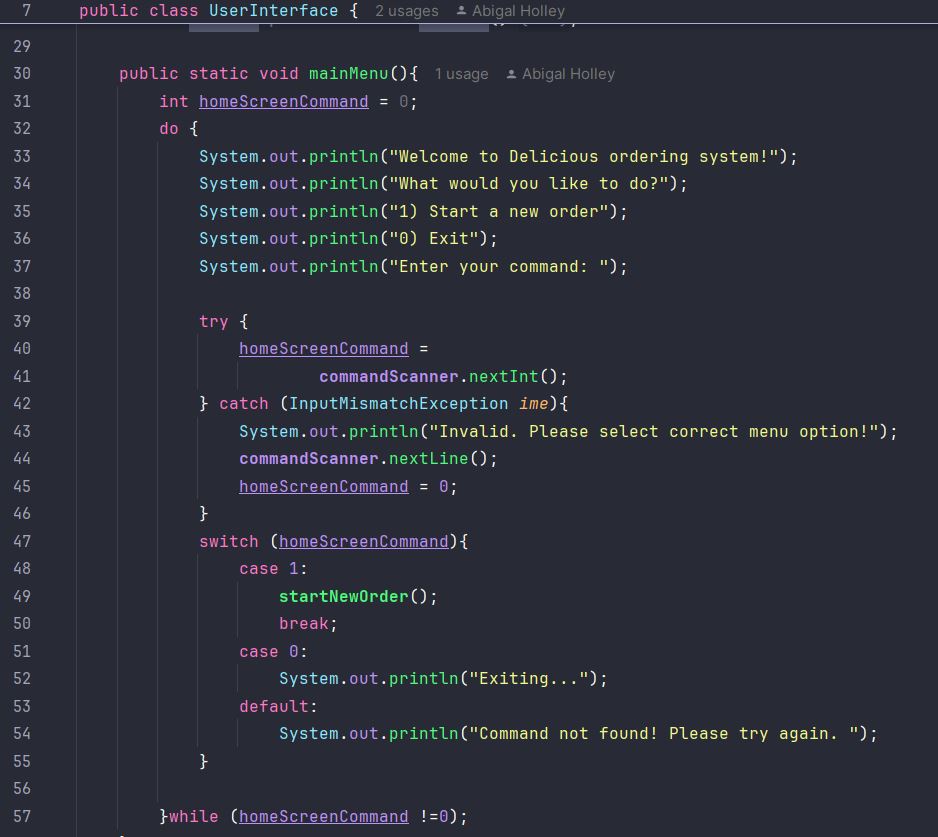 7 public class UserInterface { 2 usages Abigal Holley
29
30 public static void mainMenu(){ 1 usage Abigal Holley
31 int homeScreenCommand = 0;
32 do {
33 System.out.println("Welcome to Delicious ordering system!");
34 System.out.println("What would you like to do?");
35 System.out.println("1) Start a new order");
36 System.out.println("0) Exit");
37 System.out.println("Enter your command: ");
38
39 try {
40 homeScreenCommand =
41 commandScanner.nextInt();
42 } catch (InputMismatchException ime){
43 System.out.println("Invalid. Please select correct menu option!");
44 commandScanner.nextLine();
45 homeScreenCommand = 0;
46 }
47 switch (homeScreenCommand){
48 case 1:
49 startNewOrder();
50 break;
51 case 0:
52 System.out.println("Exiting...");
53 default:
54 System.out.println("Command not found! Please try again. ");
55 }
56
57 }while (homeScreenCommand !=0);